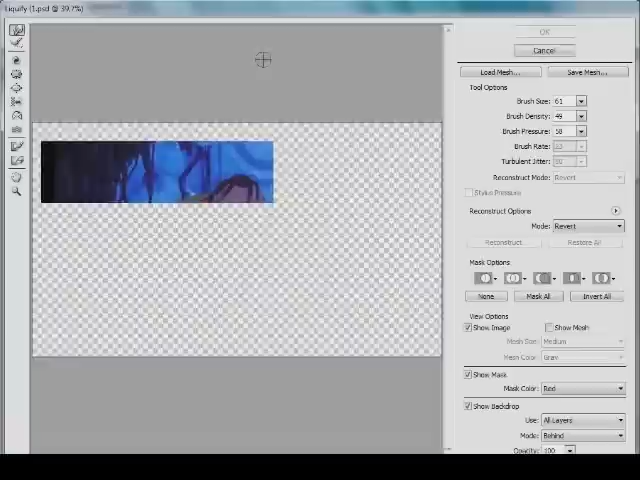 Liquify (1.psd @ 39.7%)
OK
Cancel
Load Mesh... Save Mesh...
Tool Options
Brush Size: 61
Brush Density: 49
Brush Pressure: 58
Brush Rate:
Turbulent Jitter:
Reconstruct Mode: Revert
Stylus Pressure
Reconstruct Options
Mode: Revert
Reconstruct Restore All
Mask Options
None Mask All Invert All
View Options
Show Image Show Mesh
Mesh Size: Medium
Mesh Color: Gray
Show Mask
Mask Color: Red
Show Backdrop
Use: All Layers
Mode: Behind
Opacity: 100